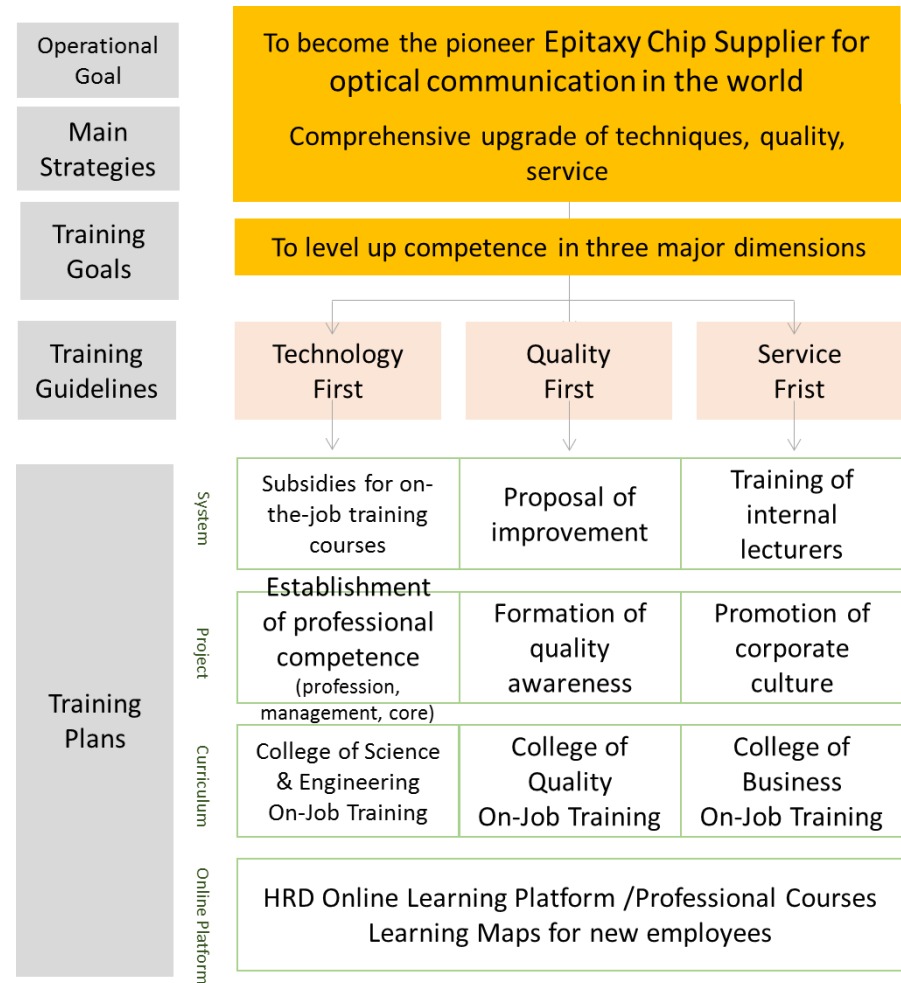 Operational
Goal
To become the pioneer Epitaxy Chip Supplier for
optical communication in the world
Main
Strategies
Comprehensive upgrade of techniques, quality,
service
Training
Goals
To level up competence in three major dimensions
Training
Guidelines
Technology
First
Quality
First
Service
Frist
Training
Plans
System
Subsidies for on-
the-job training
courses
Proposal of
improvement
Training of
internal
lecturers
Project
Establishment
of professional
competence
(profession,
management, core)
Formation of
quality
awareness
Promotion of
corporate
culture
Curriculum
College of Science
& Engineering
On-Job Training
College of
Quality
On-Job Training
College of
Business
On-Job Training
Online Platform
HRD Online Learning Platform /Professional Courses
Learning Maps for new employees